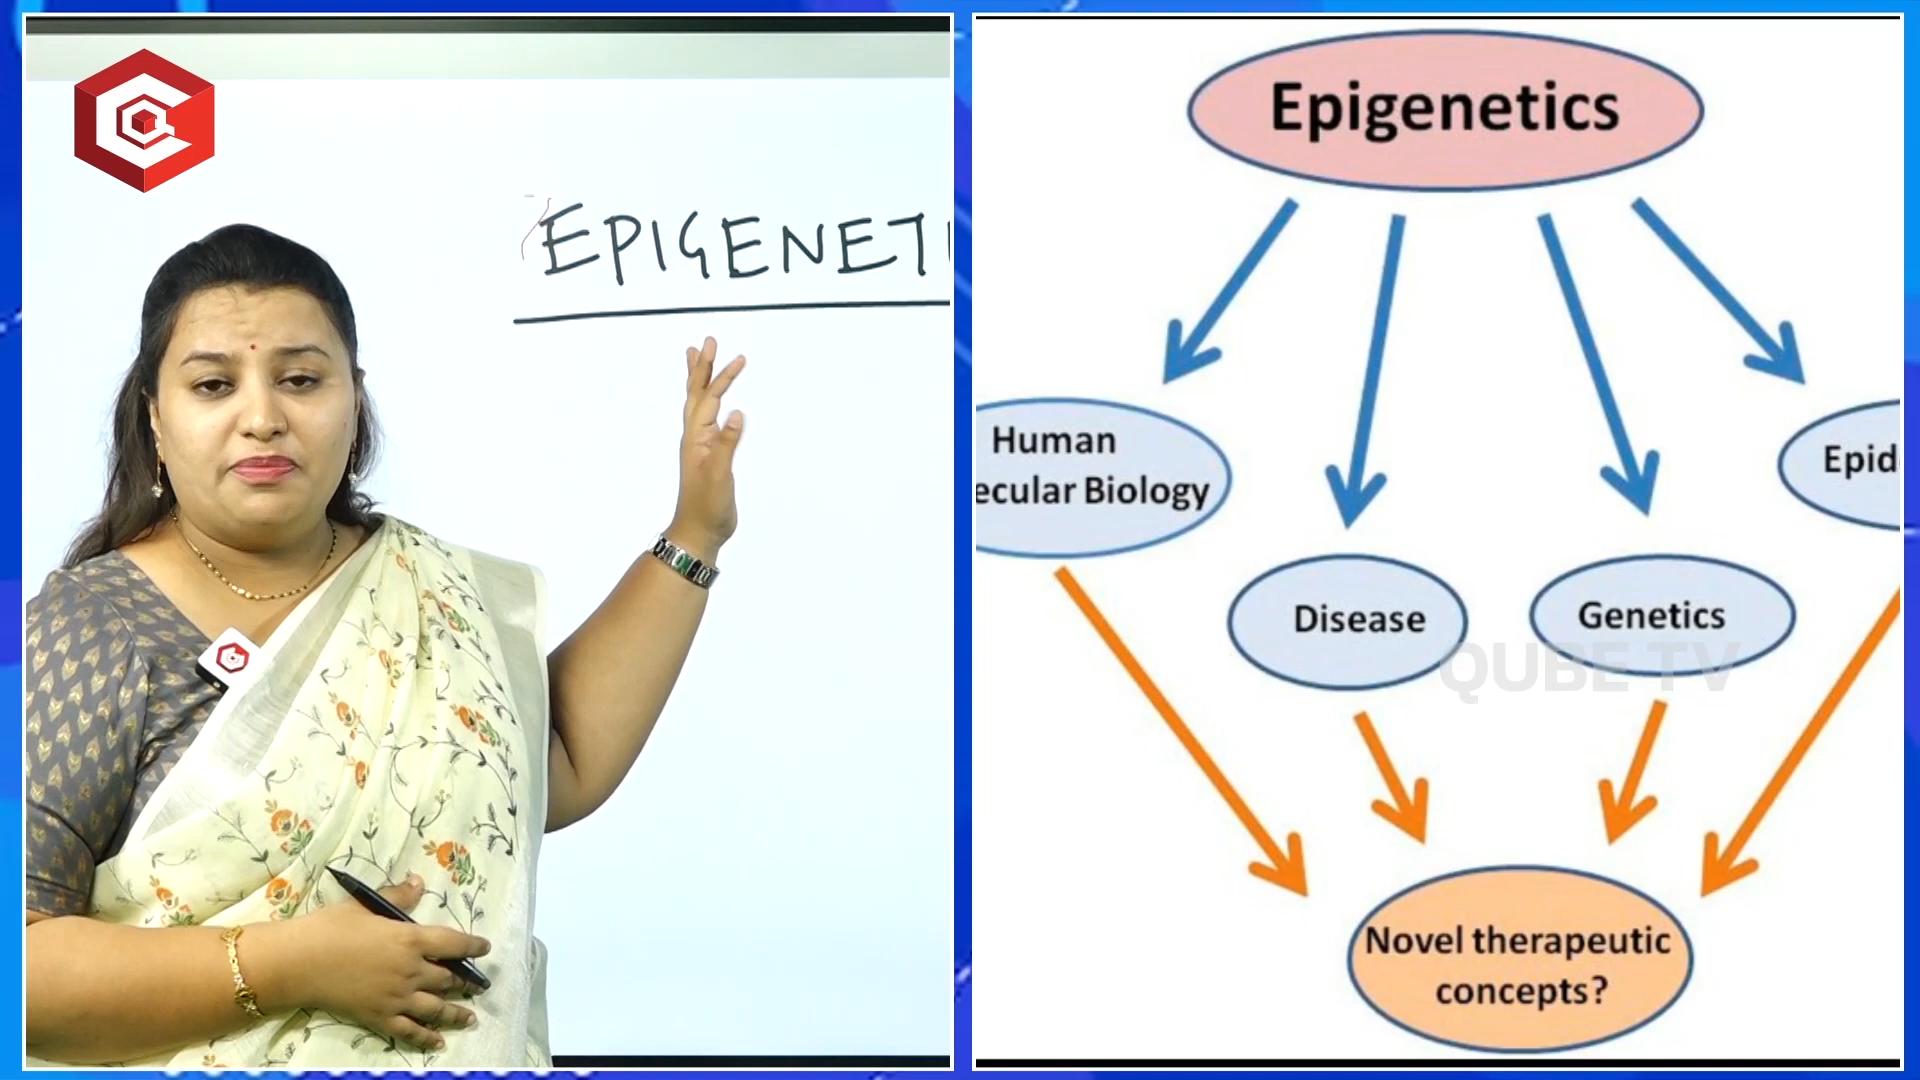 EPIGENET
Epigenetics
Human
ecular Biology
Epid
Disease
Genetics
QUBE TV
Novel therapeutic
concepts?